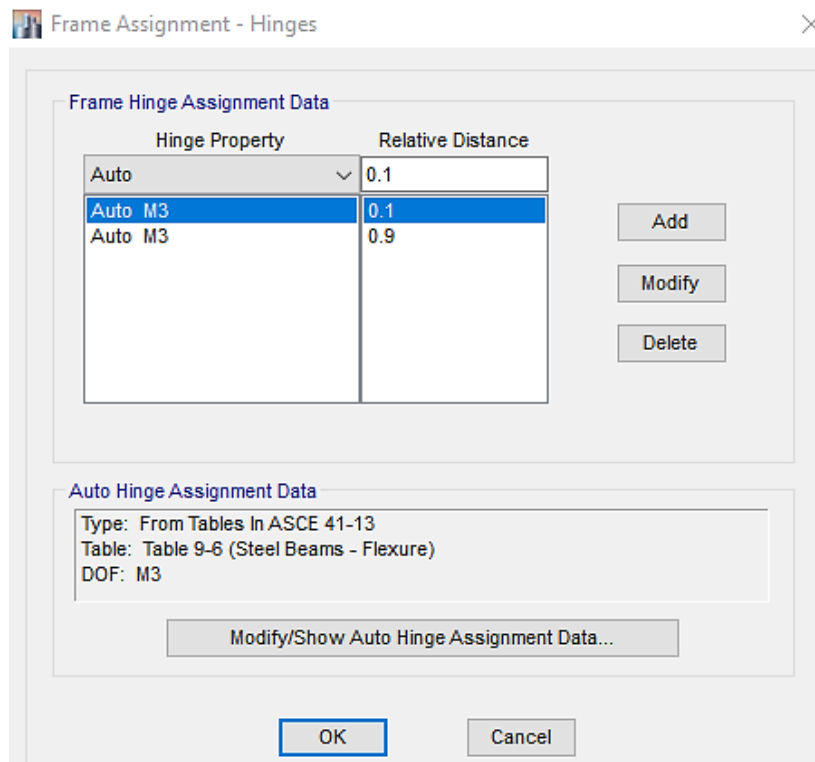 Frame Assignment - Hinges
Frame Hinge Assignment Data
Hinge Property Relative Distance
Auto 0.1
Auto M3 0.1
Auto M3 0.9
Add
Modify
Delete
Auto Hinge Assignment Data
Type: From Tables In ASCE 41-13
Table: Table 9-6 (Steel Beams - Flexure)
DOF: M3
Modify/Show Auto Hinge Assignment Data...
OK Cancel